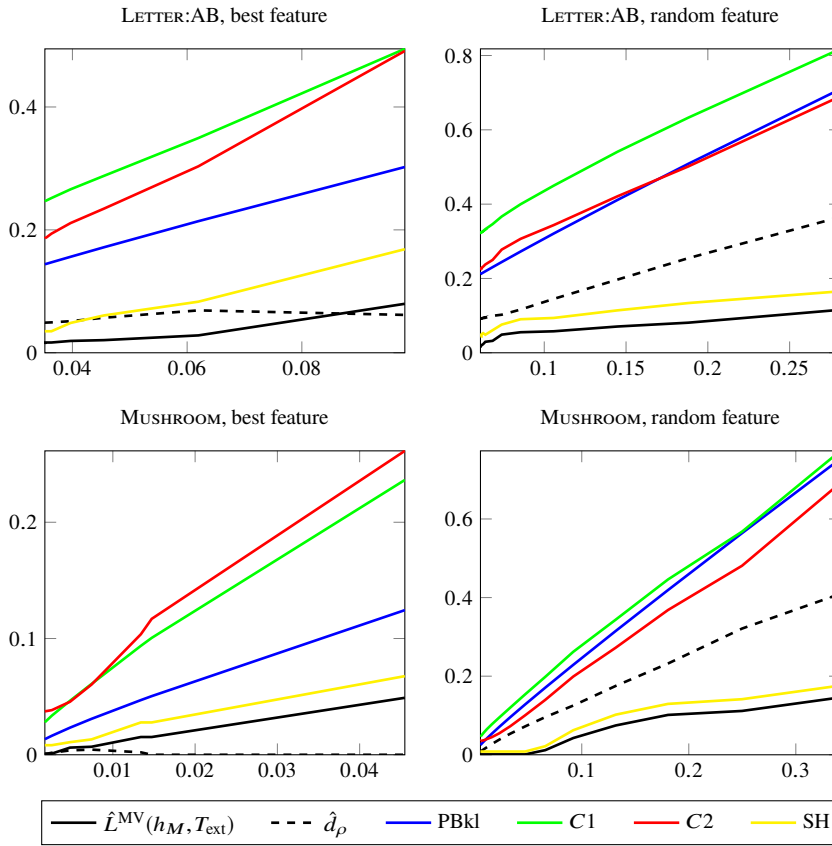 LETTER:AB, best feature
0.4
0.2
0
0.04 0.06 0.08
LETTER:AB, random feature
0.8
0.6
0.4
0.2
0
0.1 0.15 0.2 0.25
MUSHROOM, best feature
0.2
0.1
0
0.01 0.02 0.03 0.04
MUSHROOM, random feature
0.6
0.4
0.2
0
0.1 0.2 0.3
L̂ᴹⱽ(h_M, T_ext) d̂_ρ PBkl C1 C2 SH